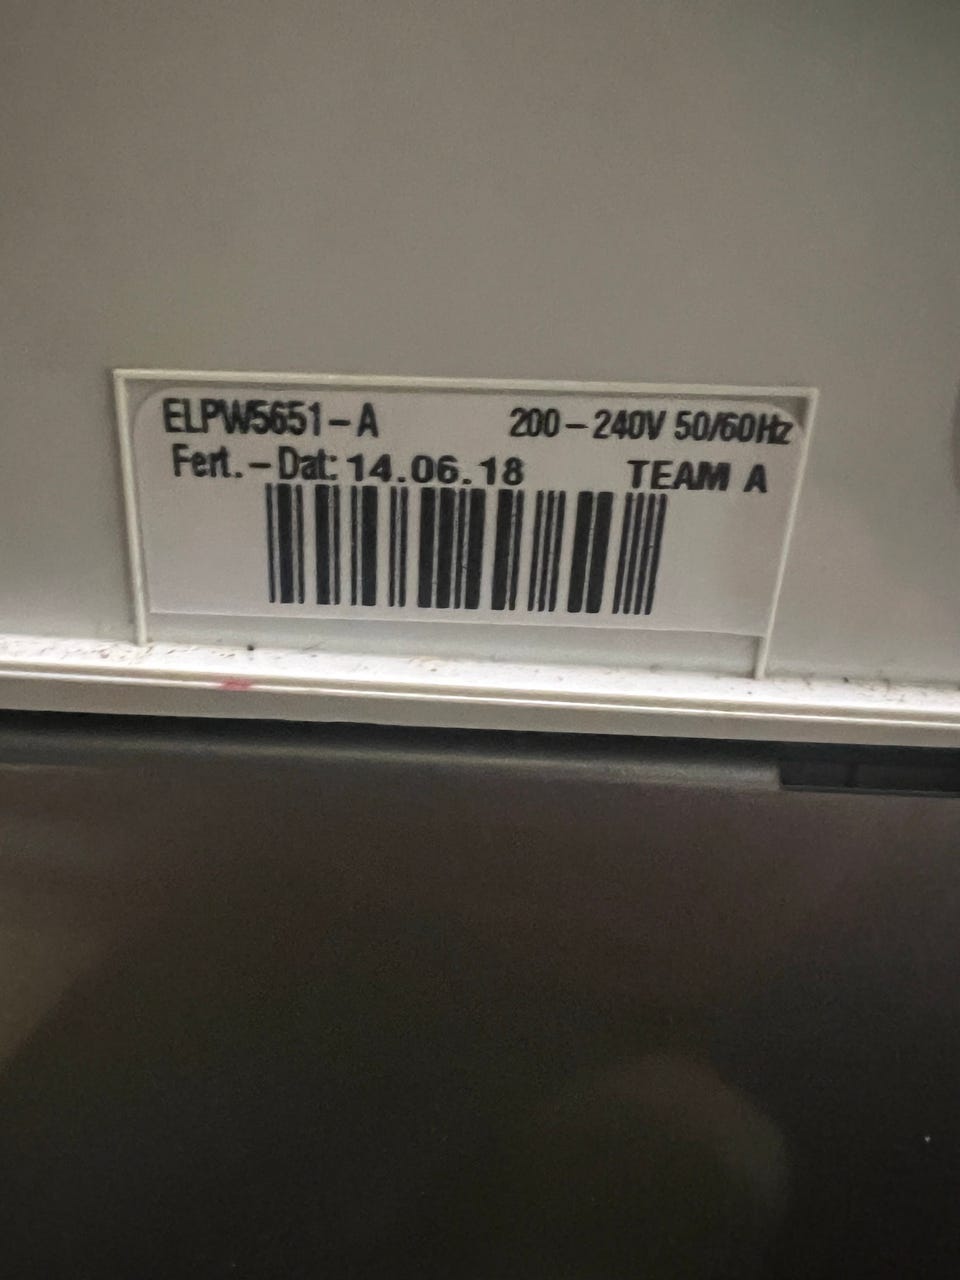 ELPW5651-A 200-240V 50/60Hz
Fert.-Dat: 14.06.18 TEAM A